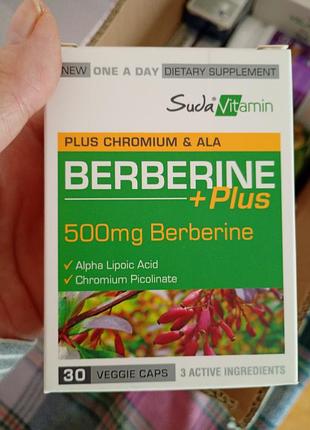 NEW ONE A DAY DIETARY SUPPLEMENT
Suda Vitamin
PLUS CHROMIUM & ALA
BERBERINE
+Plus
500mg Berberine
✓ Alpha Lipoic Acid
✓ Chromium Picolinate
30 VEGGIE CAPS 3 ACTIVE INGREDIENTS